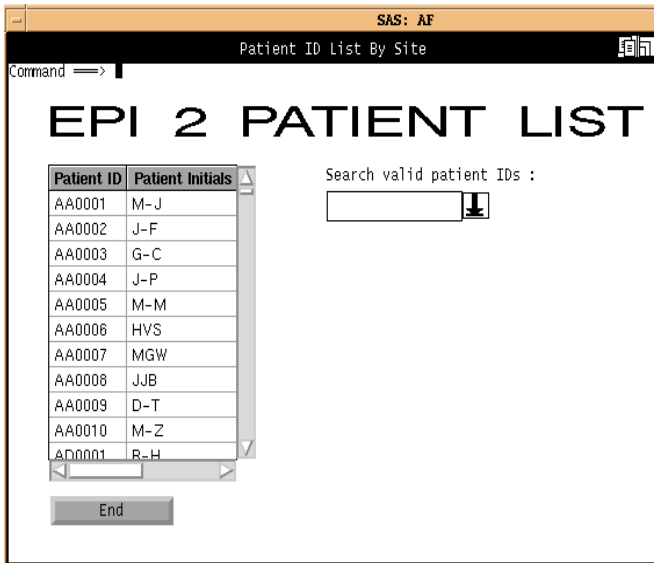 SAS: AF
Patient ID List By Site
Command ===>
EPI 2 PATIENT LIST
Search valid patient IDs :
Patient ID Patient Initials
AA0001 M-J
AA0002 J-F
AA0003 G-C
AA0004 J-P
AA0005 M-M
AA0006 HVS
AA0007 MGW
AA0008 JJB
AA0009 D-T
AA0010 M-Z
AD0001 R-H
End